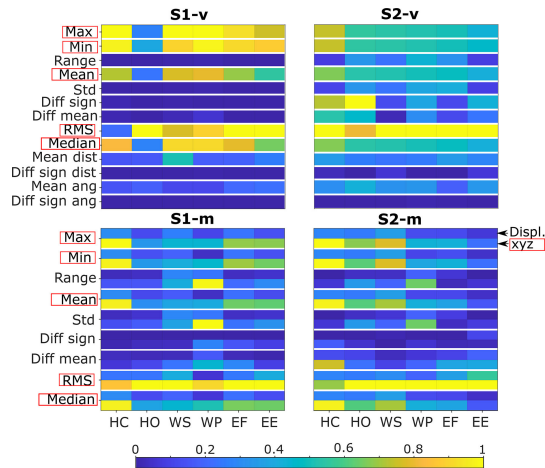 S1-v S2-v
Max
Min
Range
Mean
Std
Diff sign
Diff mean
RMS
Median
Mean dist
Diff sign dist
Mean ang
Diff sign ang
S1-m S2-m
Displ.
Max
xyz
Min
Range
Mean
Std
Diff sign
Diff mean
RMS
Median
HC HO WS WP EF EE HC HO WS WP EF EE
0 0.2 0.4 0.6 0.8 1